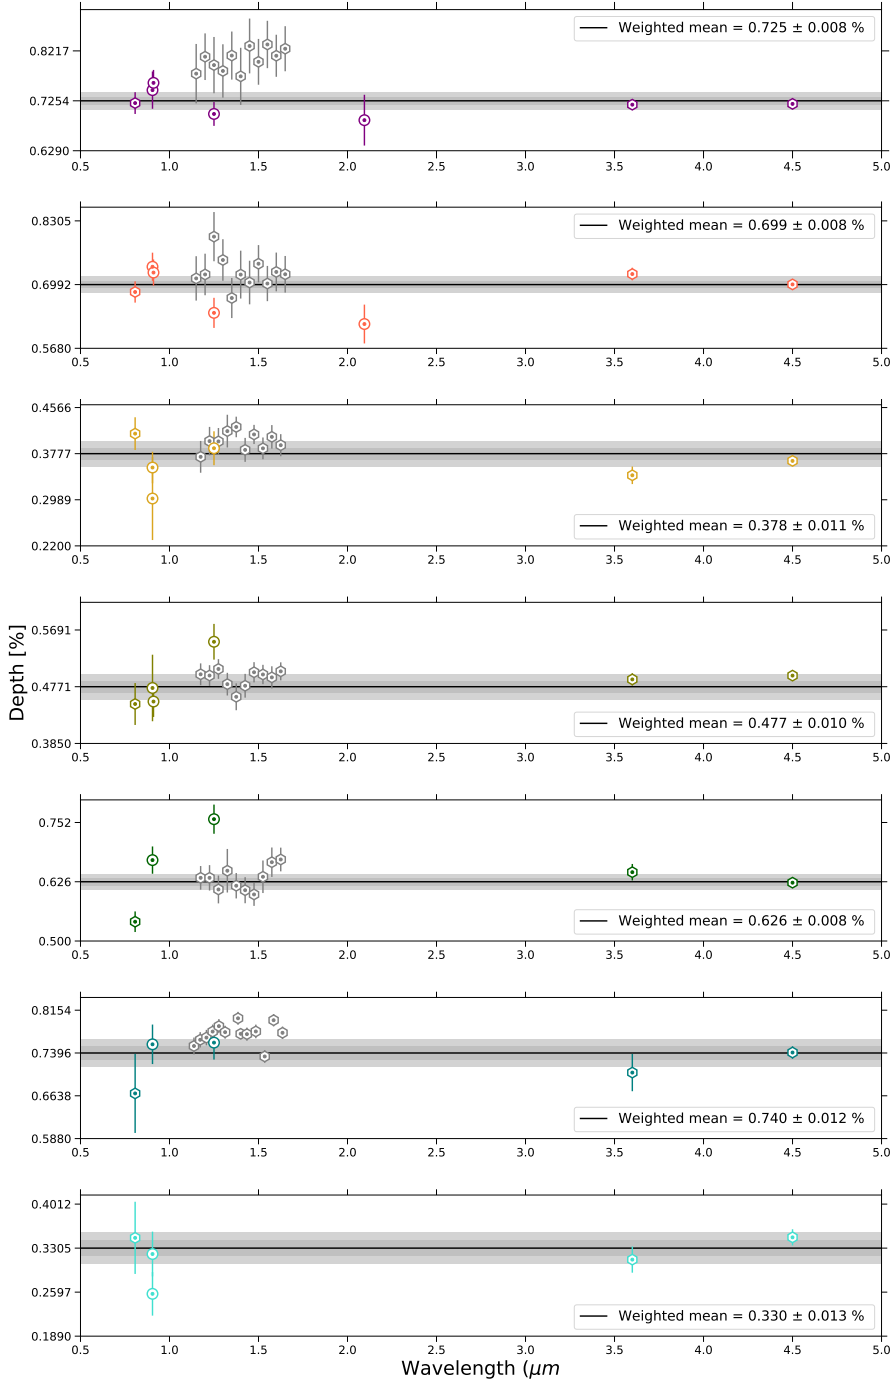 Weighted mean = 0.725 ± 0.008 %
0.8217
0.7254
0.6290
0.5 1.0 1.5 2.0 2.5 3.0 3.5 4.0 4.5 5.0
Weighted mean = 0.699 ± 0.008 %
0.8305
0.6992
0.5680
0.5 1.0 1.5 2.0 2.5 3.0 3.5 4.0 4.5 5.0
0.4566
0.3777
0.2989
0.2200
Weighted mean = 0.378 ± 0.011 %
0.5 1.0 1.5 2.0 2.5 3.0 3.5 4.0 4.5 5.0
Depth [%]
0.5691
0.4771
0.3850
Weighted mean = 0.477 ± 0.010 %
0.5 1.0 1.5 2.0 2.5 3.0 3.5 4.0 4.5 5.0
0.752
0.626
0.500
Weighted mean = 0.626 ± 0.008 %
0.5 1.0 1.5 2.0 2.5 3.0 3.5 4.0 4.5 5.0
0.8154
0.7396
0.6638
0.5880
Weighted mean = 0.740 ± 0.012 %
0.5 1.0 1.5 2.0 2.5 3.0 3.5 4.0 4.5 5.0
0.4012
0.3305
0.2597
0.1890
Weighted mean = 0.330 ± 0.013 %
0.5 1.0 1.5 2.0 2.5 3.0 3.5 4.0 4.5 5.0
Wavelength (μm